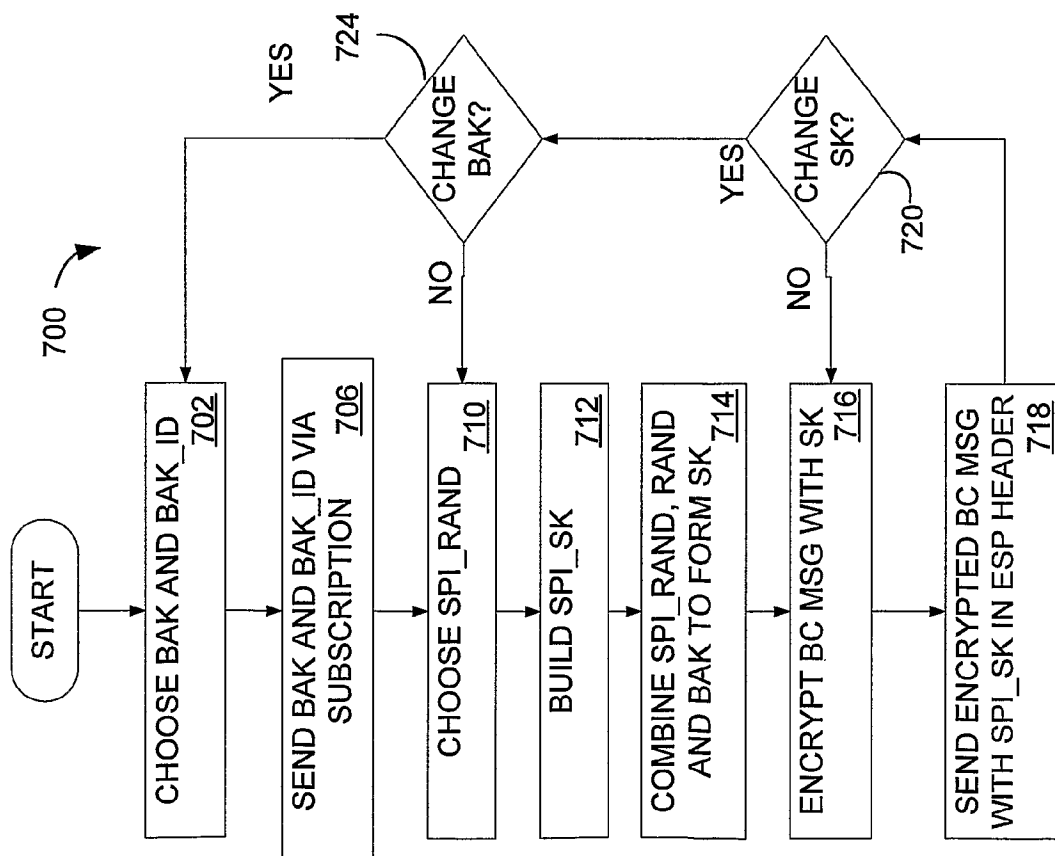 700
START
CHOOSE BAK AND BAK_ID
702
SEND BAK AND BAK_ID VIA
SUBSCRIPTION
706
CHOOSE SPI_RAND
710
BUILD SPI_SK
712
COMBINE SPI_RAND, RAND
AND BAK TO FORM SK
714
ENCRYPT BC MSG WITH SK
716
SEND ENCRYPTED BC MSG
WITH SPI_SK IN ESP HEADER
718
CHANGE
SK?
720
NO
YES
CHANGE
BAK?
724
NO
YES